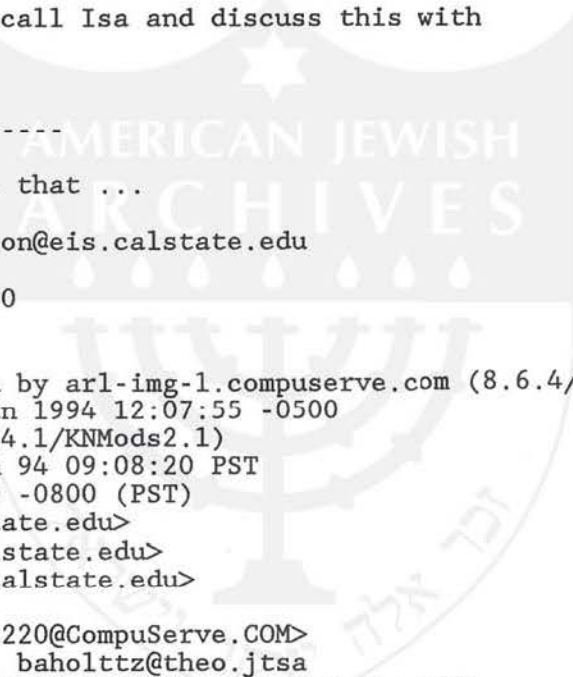 call Isa and discuss this with
-----
AMERICAN JEWISH
that ...
ARCHIVES
on@eis.calstate.edu
0
by arl-img-1.compuserve.com (8.6.4/
n 1994 12:07:55 -0500
4.1/KNMods2.1)
94 09:08:20 PST
-0800 (PST)
ate.edu>
state.edu>
alstate.edu>
220@CompuServe.COM>
baholttz@theo.jtsa
זכר אלה